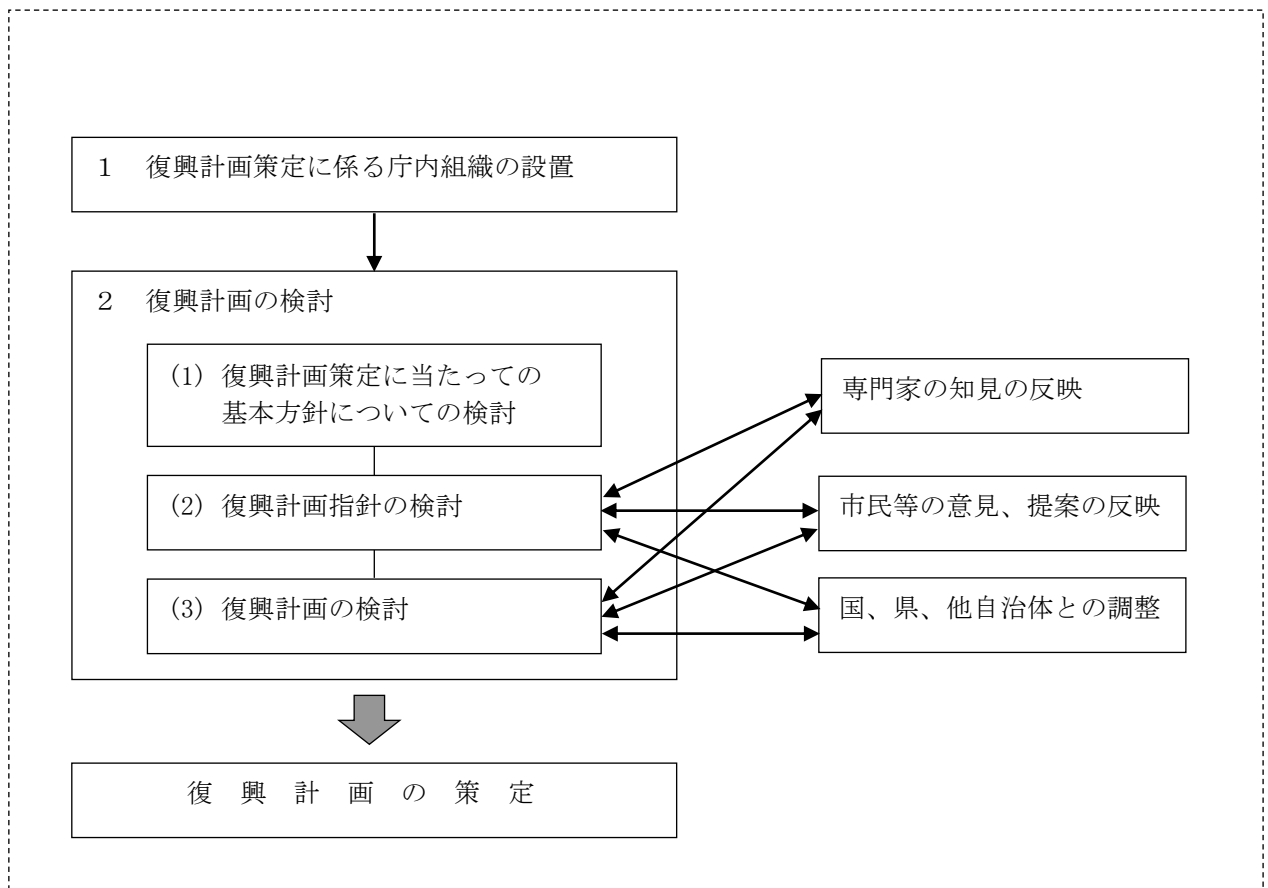 １　復興計画策定に係る庁内組織の設置
２　復興計画の検討
(1) 復興計画策定に当たっての
基本方針についての検討
(2) 復興計画指針の検討
(3) 復興計画の検討
専門家の知見の反映
市民等の意見、提案の反映
国、県、他自治体との調整
復　興　計　画　の　策　定